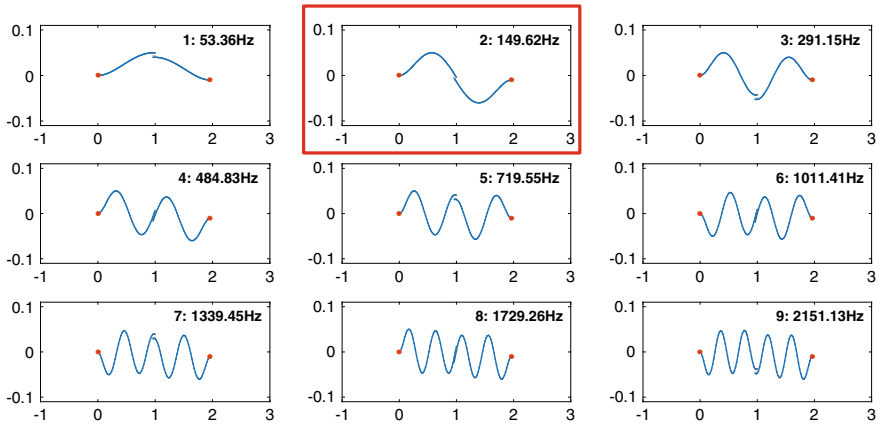 0.1 0 -0.1 1: 53.36Hz -1 0 1 2 3
0.1 0 -0.1 2: 149.62Hz -1 0 1 2 3
0.1 0 -0.1 3: 291.15Hz -1 0 1 2 3
0.1 0 -0.1 4: 484.83Hz -1 0 1 2 3
0.1 0 -0.1 5: 719.55Hz -1 0 1 2 3
0.1 0 -0.1 6: 1011.41Hz -1 0 1 2 3
0.1 0 -0.1 7: 1339.45Hz -1 0 1 2 3
0.1 0 -0.1 8: 1729.26Hz -1 0 1 2 3
0.1 0 -0.1 9: 2151.13Hz -1 0 1 2 3